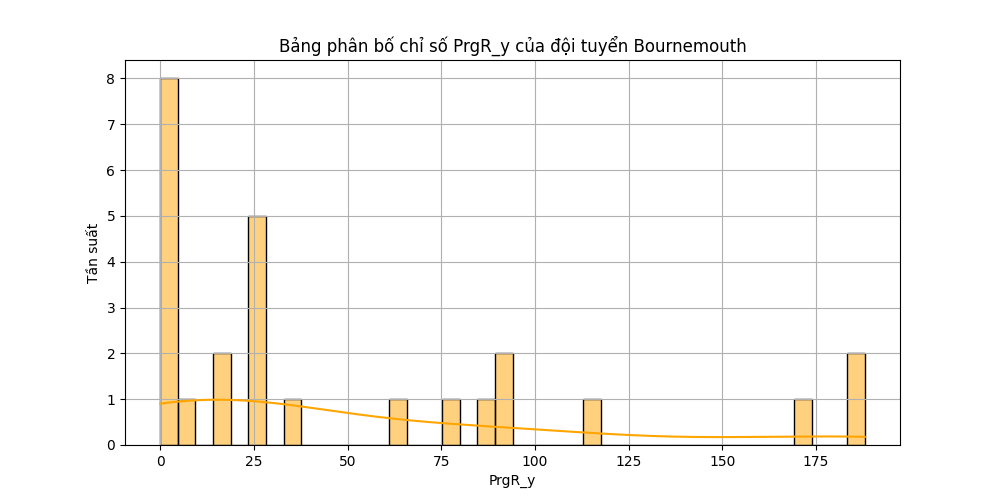 Bảng phân bố chỉ số PrgR_y của đội tuyển Bournemouth
8
7
6
5
4
3
2
1
0
Tần suất
0 25 50 75 100 125 150 175
PrgR_y